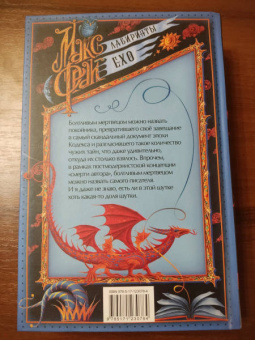 Макс
Фрай
ЛАБИРИНТЫ
ЕХО
Болтливым мертвецом можно назвать
покойника, превратившего своё завещание
в самый скандальный документ эпохи
Кодекса и разгласившего такое количество
чужих тайн, что даже удивительно,
откуда их столько взялось. Впрочем,
в рамках постмодернистской концепции
«смерти автора», болтливым мертвецом
можно назвать самого писателя.
И я даже не знаю, есть ли в этой шутке
хоть какая-то доля шутки.